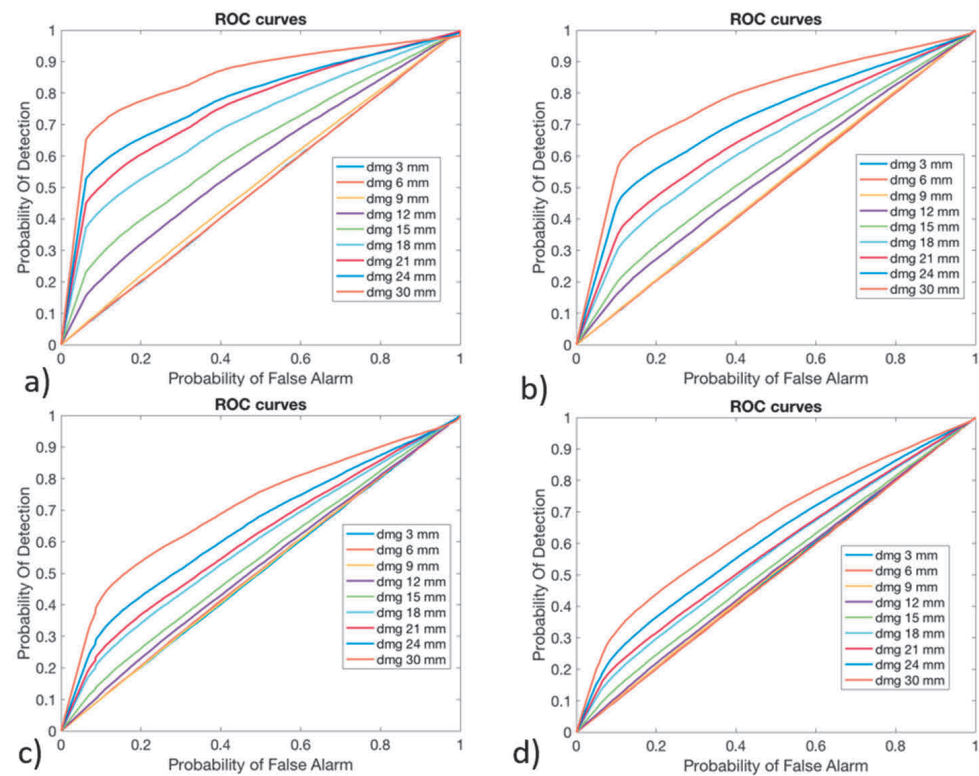 ROC curves
Probability Of Detection
1
0.9
0.8
0.7
0.6
0.5
0.4
0.3
0.2
0.1
0
0 0.2 0.4 0.6 0.8 1
Probability of False Alarm
dmg 3 mm
dmg 6 mm
dmg 9 mm
dmg 12 mm
dmg 15 mm
dmg 18 mm
dmg 21 mm
dmg 24 mm
dmg 30 mm
a)
ROC curves
Probability Of Detection
1
0.9
0.8
0.7
0.6
0.5
0.4
0.3
0.2
0.1
0
0 0.2 0.4 0.6 0.8 1
Probability of False Alarm
dmg 3 mm
dmg 6 mm
dmg 9 mm
dmg 12 mm
dmg 15 mm
dmg 18 mm
dmg 21 mm
dmg 24 mm
dmg 30 mm
b)
ROC curves
Probability Of Detection
1
0.9
0.8
0.7
0.6
0.5
0.4
0.3
0.2
0.1
0
0 0.2 0.4 0.6 0.8 1
Probability of False Alarm
dmg 3 mm
dmg 6 mm
dmg 9 mm
dmg 12 mm
dmg 15 mm
dmg 18 mm
dmg 21 mm
dmg 24 mm
dmg 30 mm
c)
ROC curves
Probability Of Detection
1
0.9
0.8
0.7
0.6
0.5
0.4
0.3
0.2
0.1
0
0 0.2 0.4 0.6 0.8 1
Probability of False Alarm
dmg 3 mm
dmg 6 mm
dmg 9 mm
dmg 12 mm
dmg 15 mm
dmg 18 mm
dmg 21 mm
dmg 24 mm
dmg 30 mm
d)